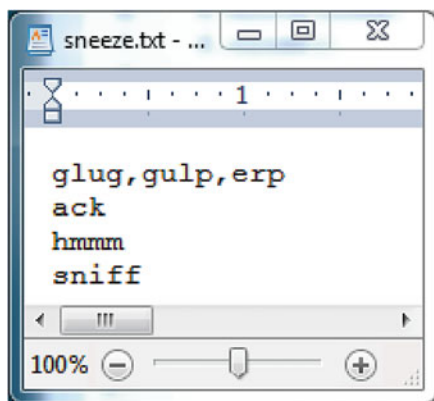 sneeze.txt - ...
1
glug,gulp,erp
ack
hmmm
sniff
100%